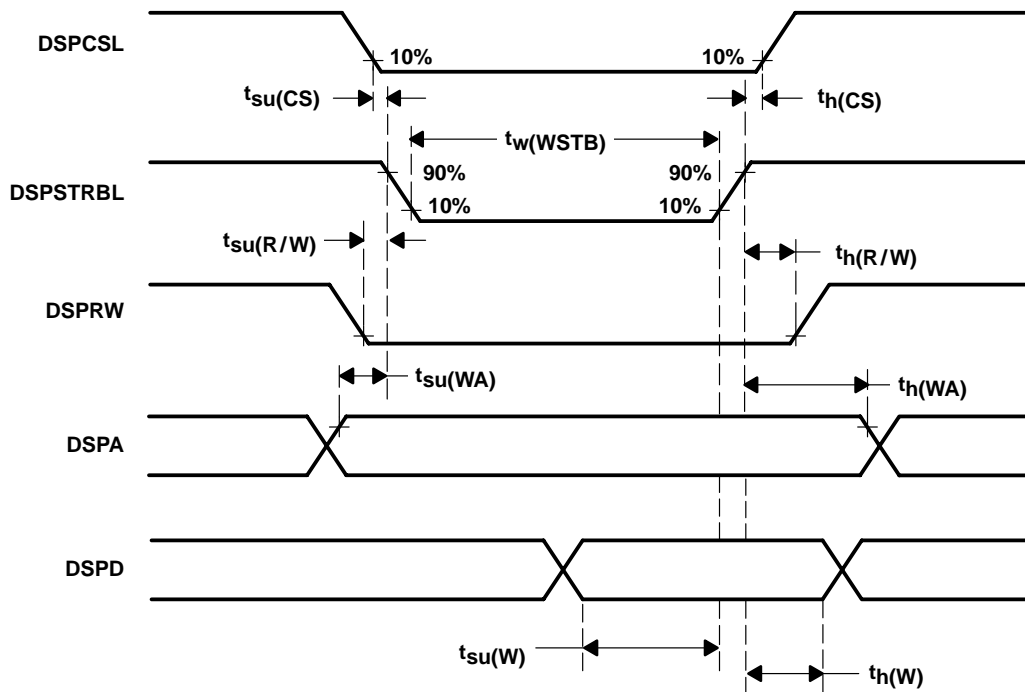 DSPCSL
10%
10%
tsu(CS)
th(CS)
tw(WSTB)
DSPSTRBL
90%
90%
10%
10%
tsu(R/W)
th(R/W)
DSPRW
tsu(WA)
th(WA)
DSPA
DSPD
tsu(W)
th(W)